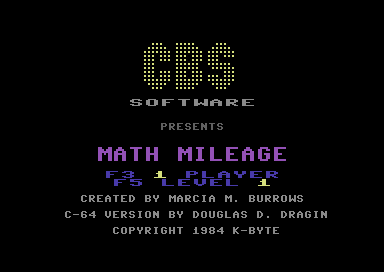 CBS
SOFTWARE
PRESENTS
MATH MILEAGE
F3 1 PLAYER
F5 LEVEL 1
CREATED BY MARCIA M. BURROWS
C-64 VERSION BY DOUGLAS D. DRAGIN
COPYRIGHT 1984 K-BYTE